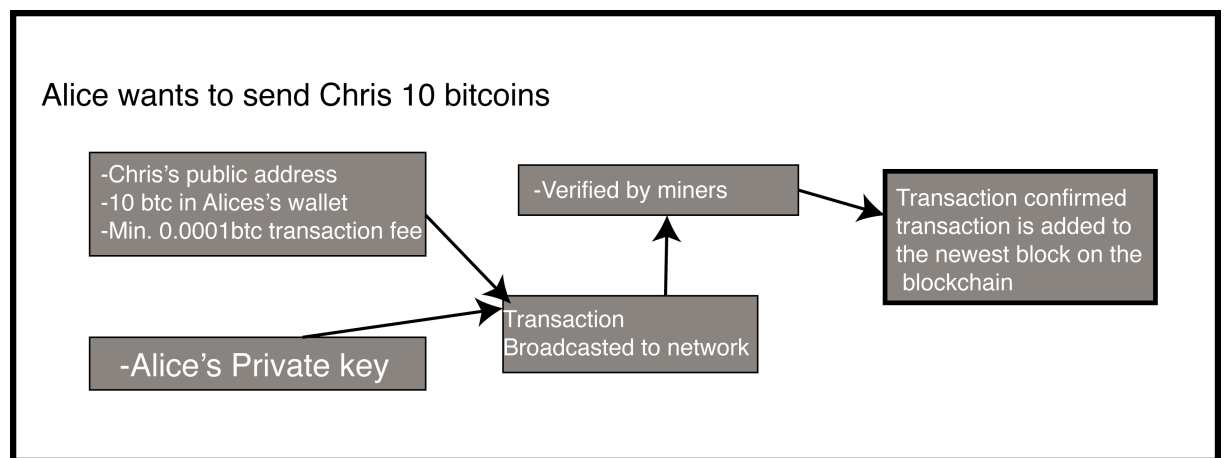 Alice wants to send Chris 10 bitcoins
-Chris's public address
-10 btc in Alices's wallet
-Min. 0.0001btc transaction fee
-Alice's Private key
Transaction
Broadcasted to network
-Verified by miners
Transaction confirmed
transaction is added to
the newest block on the
blockchain